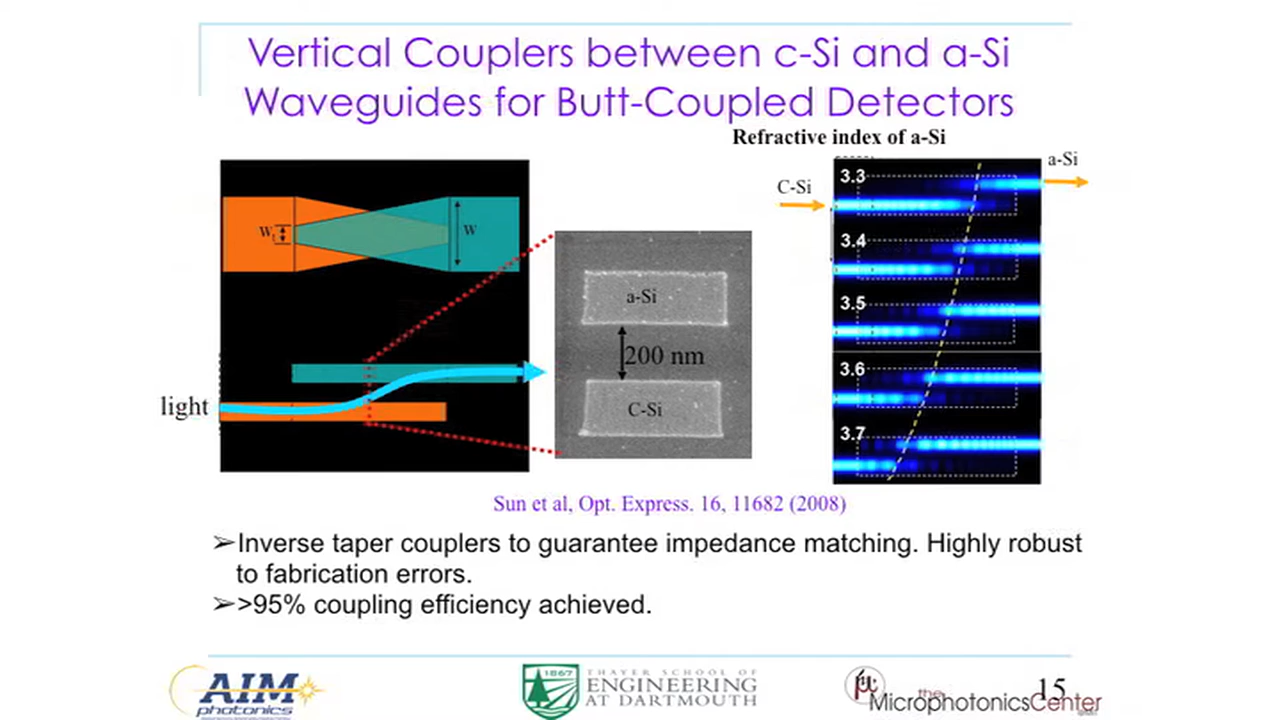 Vertical Couplers between c-Si and a-Si
Waveguides for Butt-Coupled Detectors
Refractive index of a-Si
a-Si
C-Si
3.3
3.4
3.5
3.6
3.7
Wt
W
a-Si
200 nm
C-Si
light
Sun et al, Opt. Express. 16, 11682 (2008)
➢Inverse taper couplers to guarantee impedance matching. Highly robust
to fabrication errors.
➢>95% coupling efficiency achieved.
AIM
photonics
1867
THAYER SCHOOL OF
ENGINEERING
AT DARTMOUTH
μ
the
MicrophotonicsCenter
15